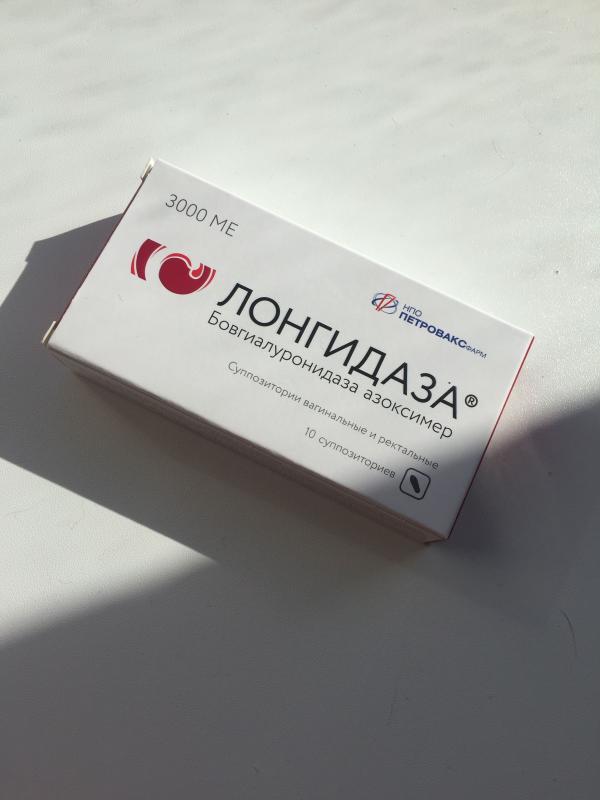 3000 МЕ
НПО
ПЕТРОВАКСФАРМ
ЛОНГИДАЗА®
Бовгиалуронидаза азоксимер
Суппозитории вагинальные и ректальные
10 суппозиториев